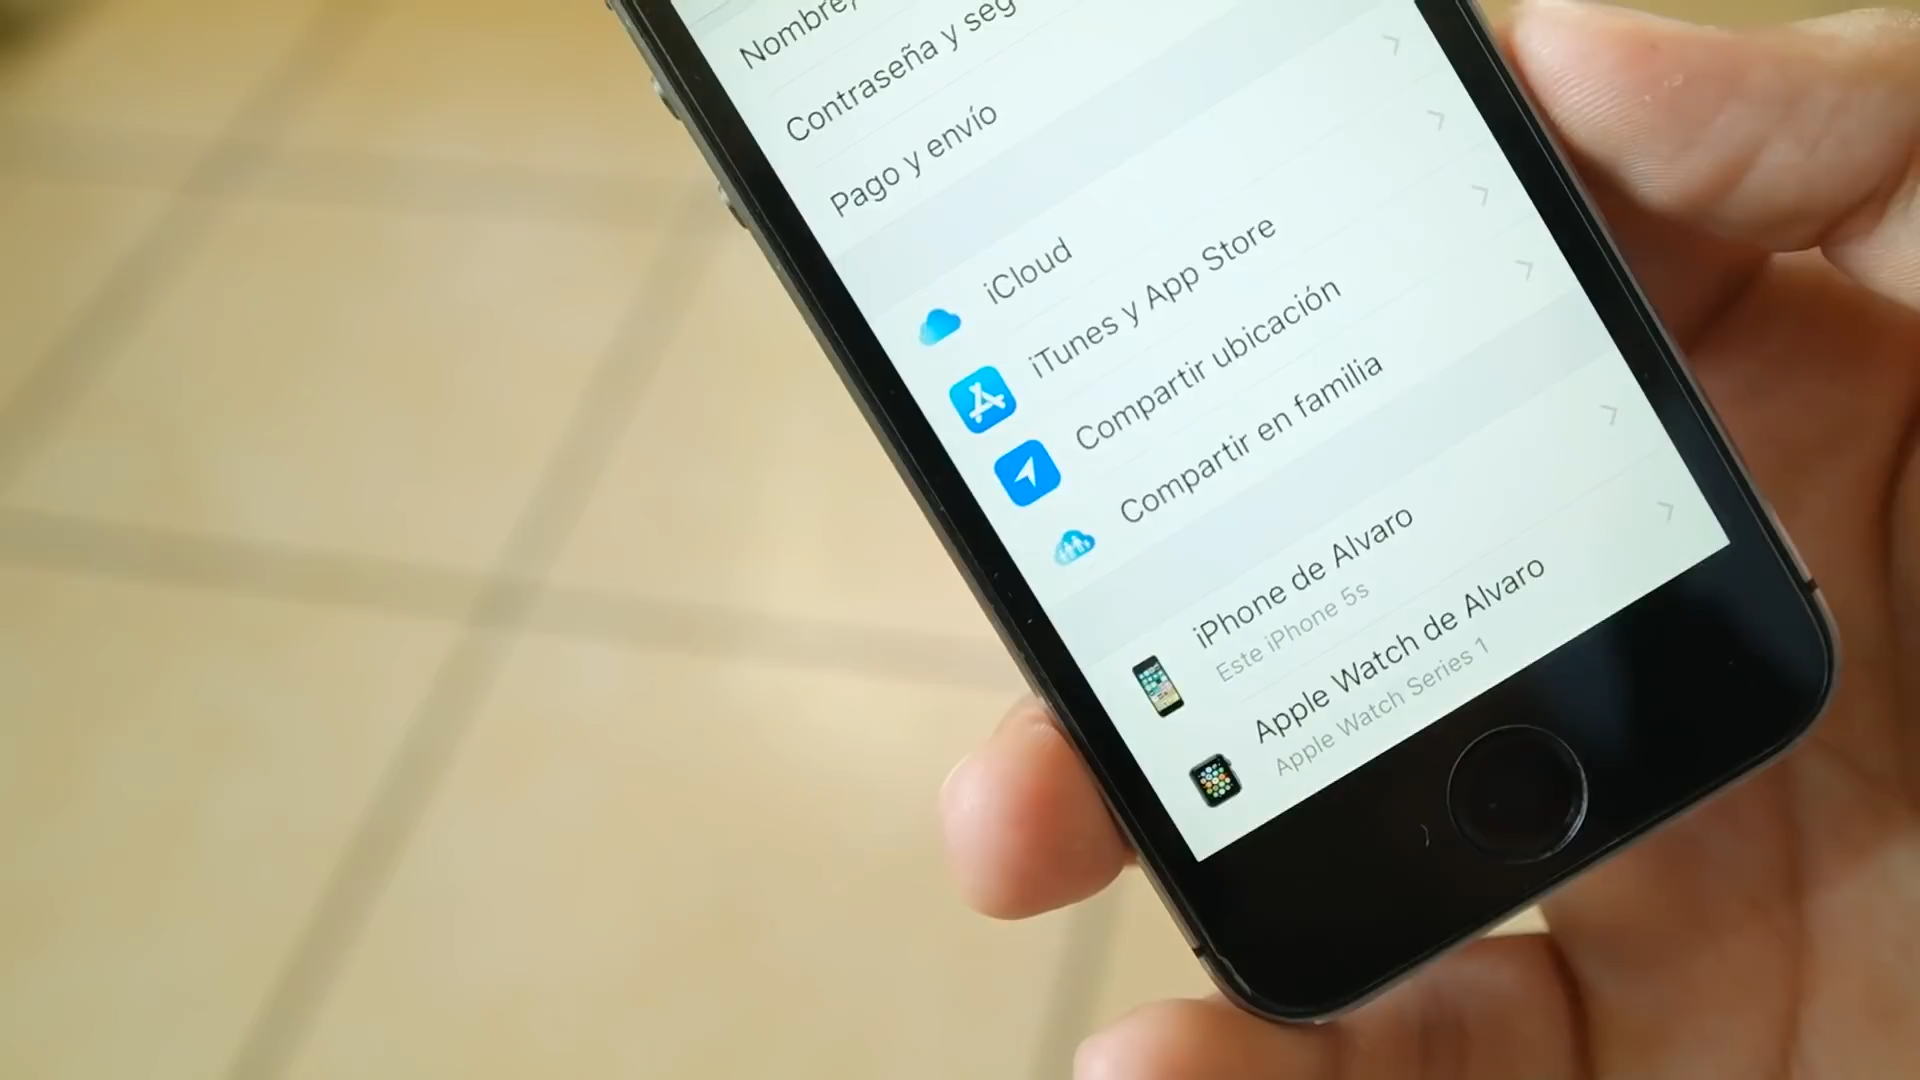 Nombre,
Contraseña y seg
Pago y envío
iCloud
iTunes y App Store
Compartir ubicación
Compartir en familia
iPhone de Alvaro
Este iPhone 5s
Apple Watch de Alvaro
Apple Watch Series 1